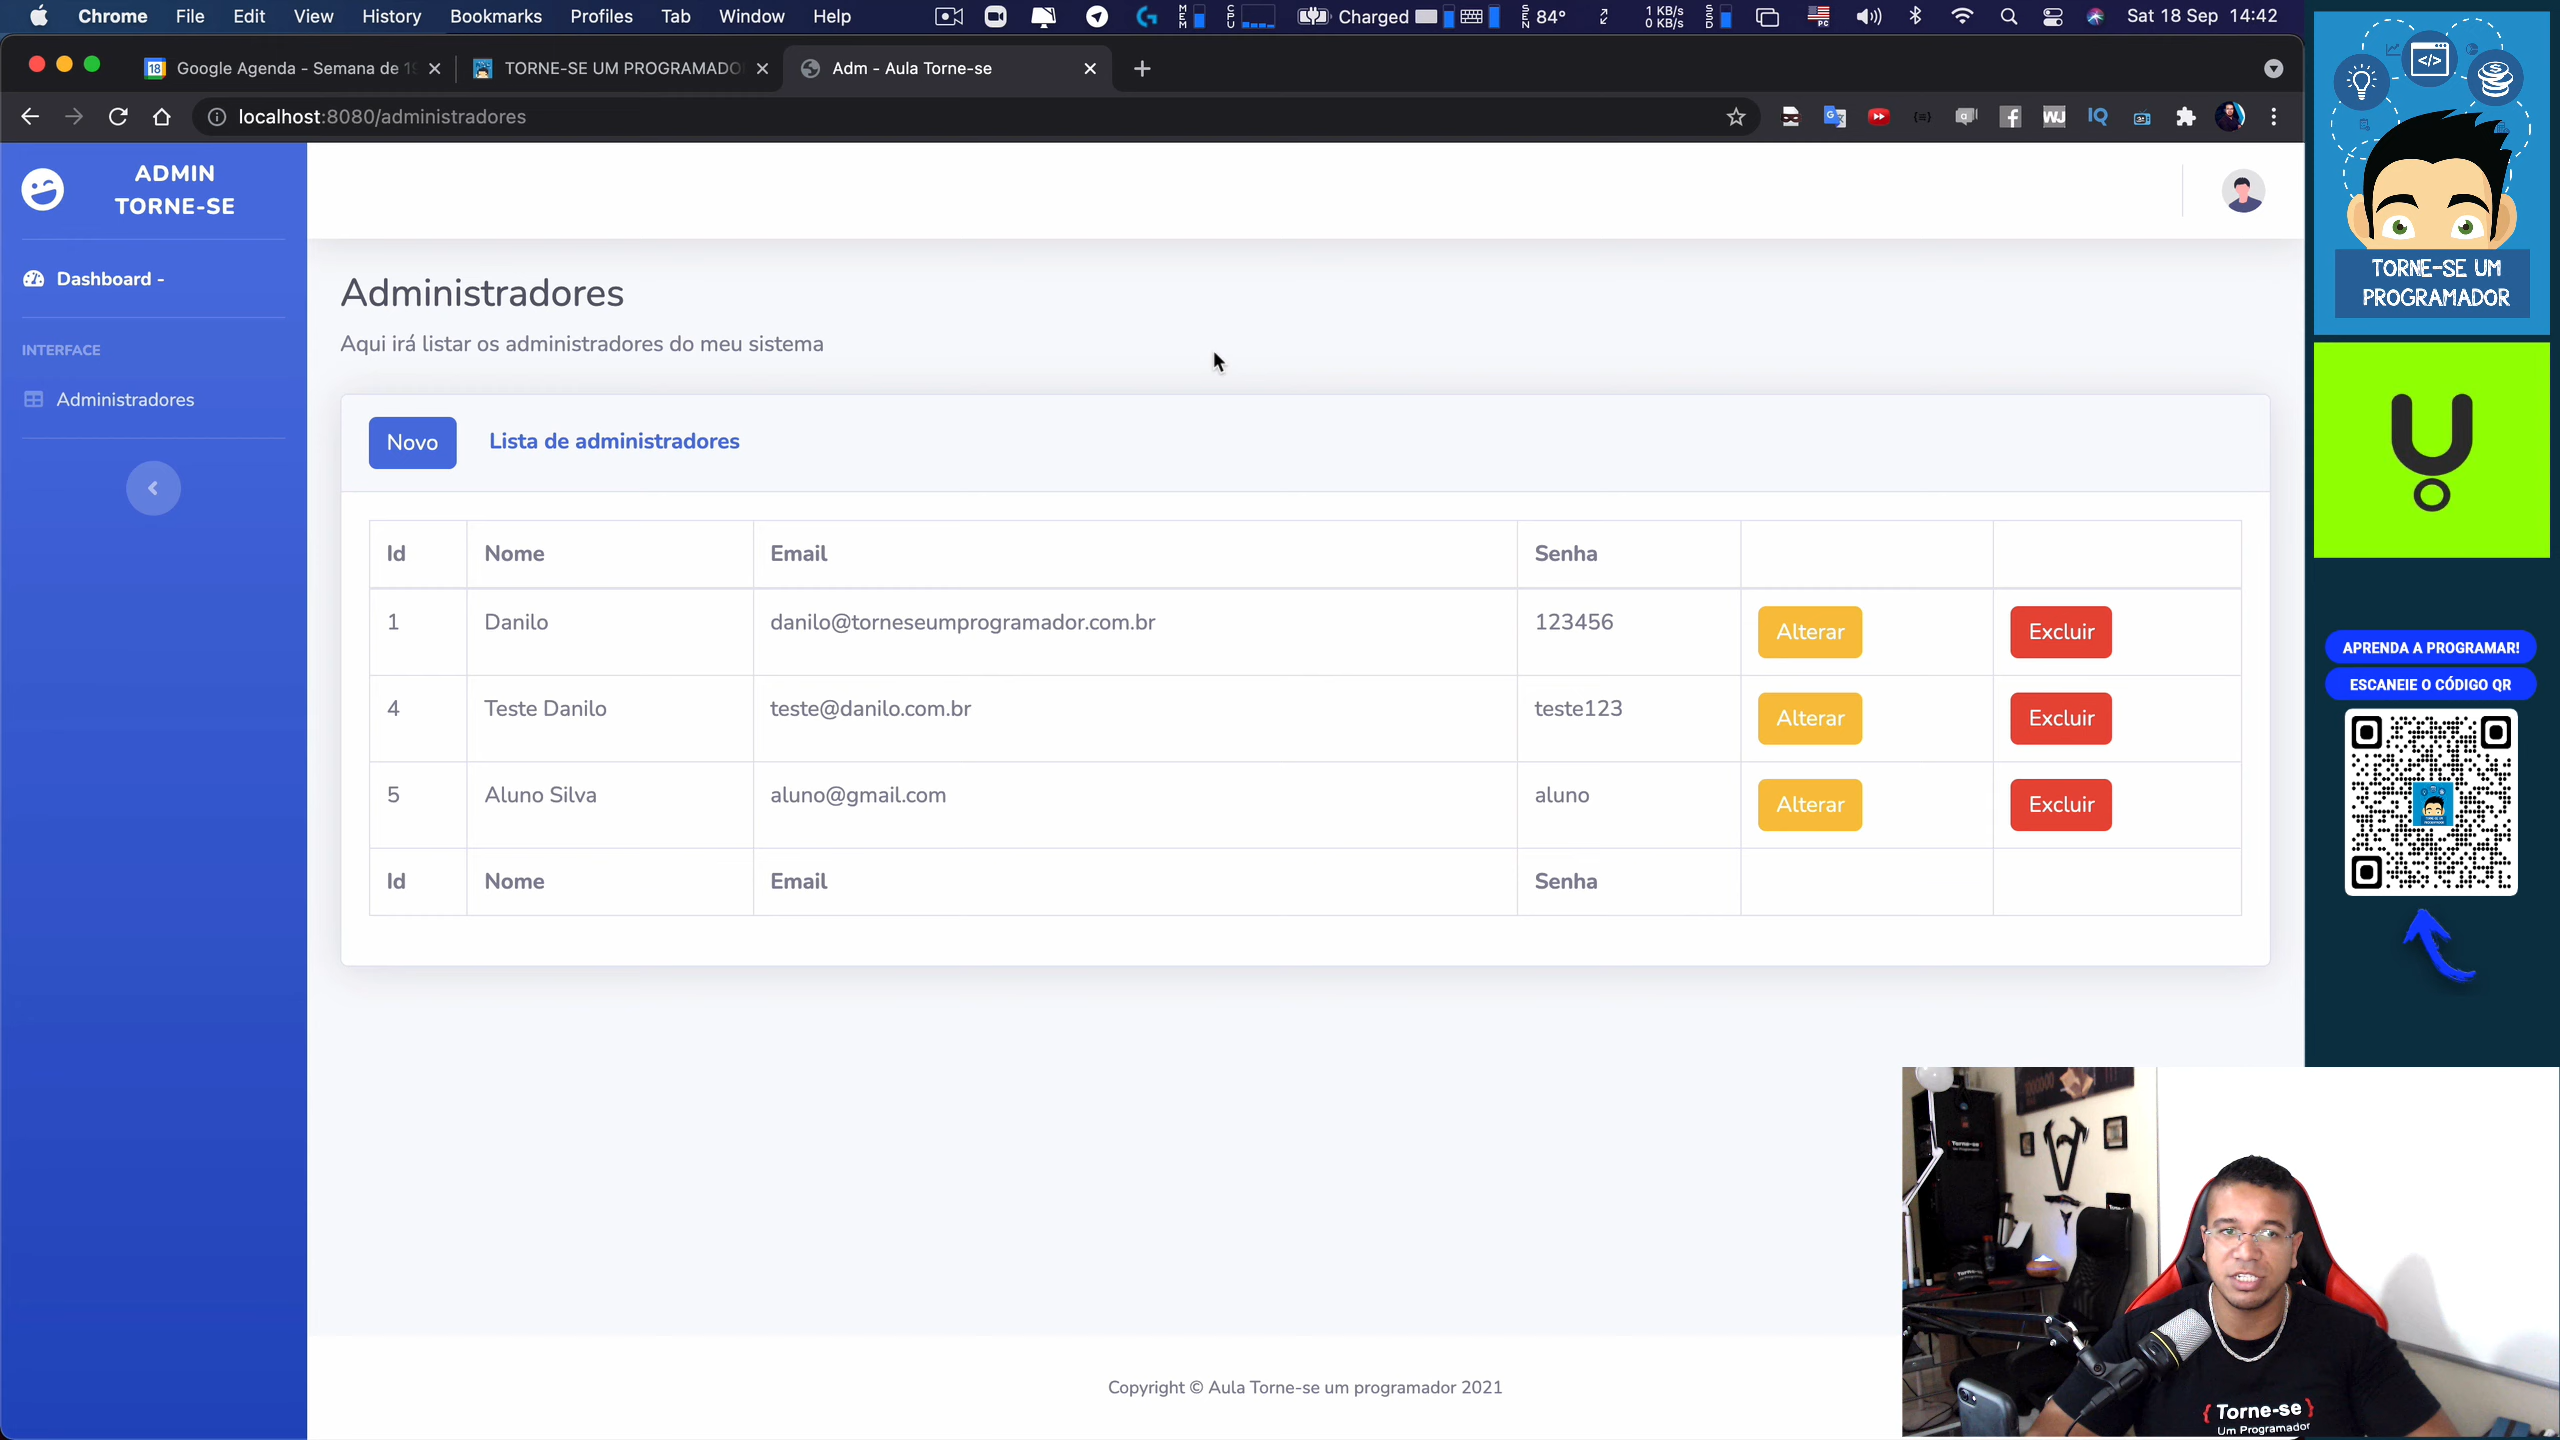 Chrome File Edit View History Bookmarks Profiles Tab Window Help
Charged 84° 1 KB/s 0 KB/s Sat 18 Sep 14:42
Google Agenda - Semana de 19
TORNE-SE UM PROGRAMADO
Adm - Aula Torne-se
localhost:8080/administradores
ADMIN
TORNE-SE
Dashboard -
INTERFACE
Administradores
Administradores
Aqui irá listar os administradores do meu sistema
Novo Lista de administradores
Id Nome Email Senha
1 Danilo danilo@torneseumprogramador.com.br 123456 Alterar Excluir
4 Teste Danilo teste@danilo.com.br teste123 Alterar Excluir
5 Aluno Silva aluno@gmail.com aluno Alterar Excluir
Id Nome Email Senha
Copyright © Aula Torne-se um programador 2021
TORNE-SE UM
PROGRAMADOR
APRENDA A PROGRAMAR!
ESCANEIE O CÓDIGO QR
{ Torne-se }
Um Programador